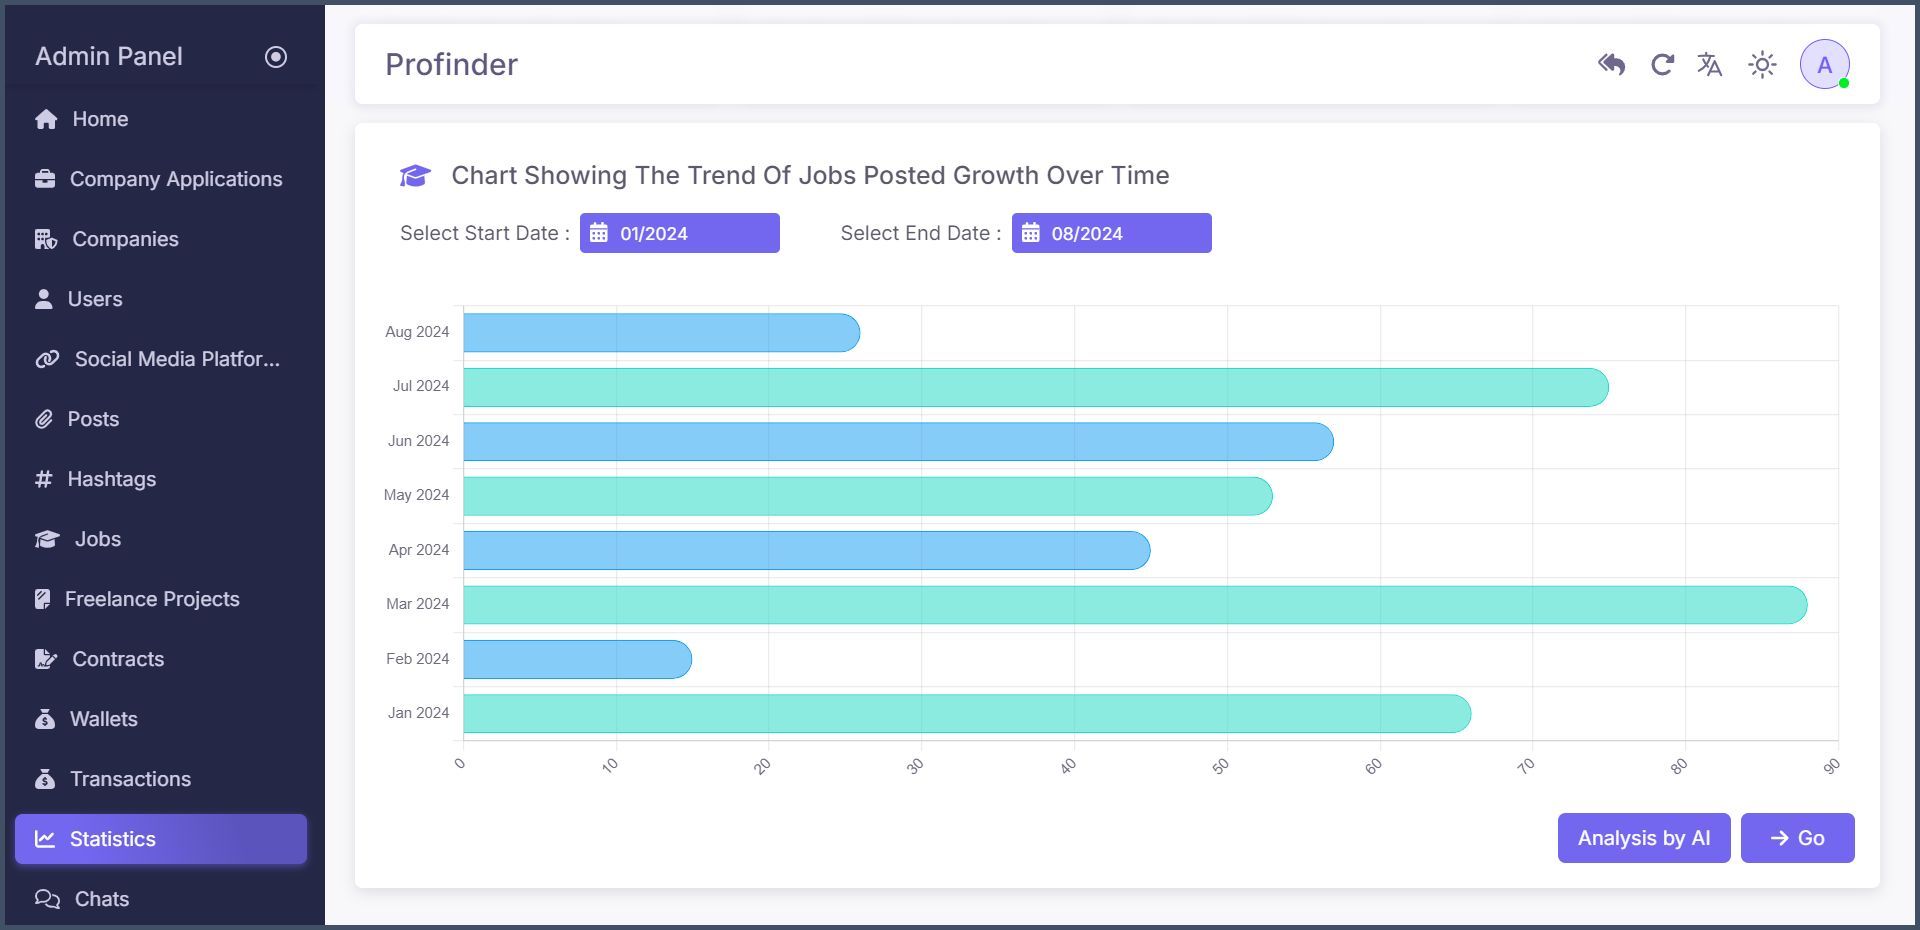 Admin Panel
Home
Company Applications
Companies
Users
Social Media Platfor...
Posts
# Hashtags
Jobs
Freelance Projects
Contracts
Wallets
Transactions
Statistics
Chats
Profinder
A
Chart Showing The Trend Of Jobs Posted Growth Over Time
Select Start Date : 01/2024 Select End Date : 08/2024
Aug 2024
Jul 2024
Jun 2024
May 2024
Apr 2024
Mar 2024
Feb 2024
Jan 2024
0 10 20 30 40 50 60 70 80 90
Analysis by AI
Go